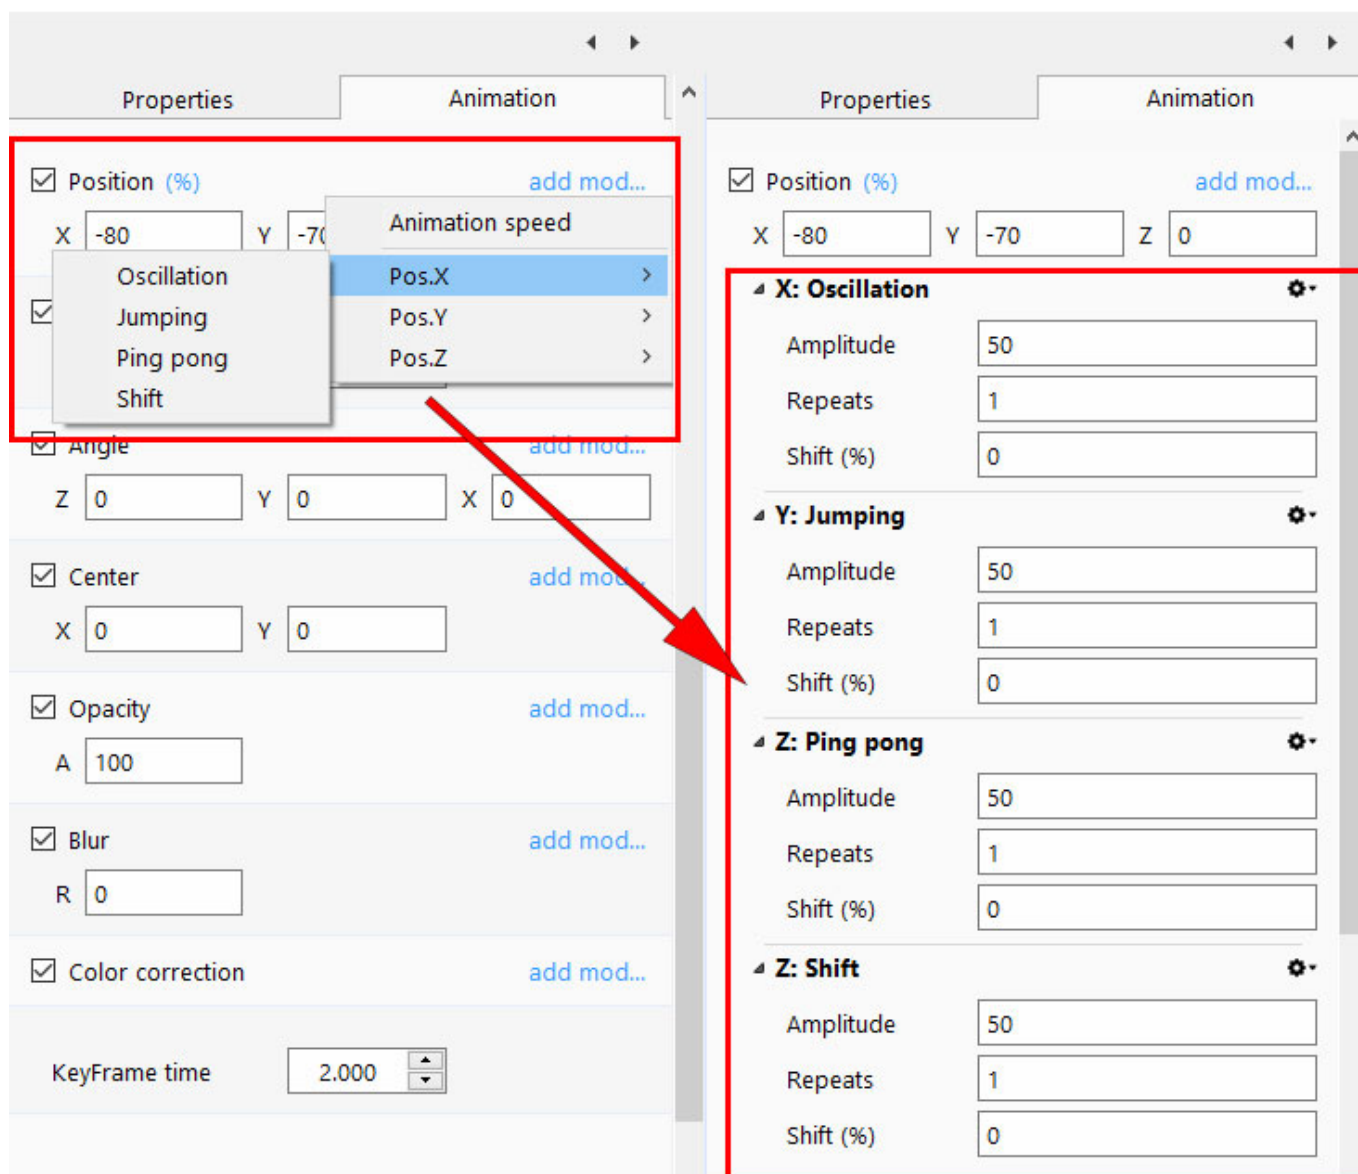 Properties Animation
Position (%) add mod...
X -80 Y -70
Animation speed
Pos.X
Pos.Y
Pos.Z
Oscillation
Jumping
Ping pong
Shift
Angle add mod...
Z 0 Y 0 X 0
Center add mod...
X 0 Y 0
Opacity add mod...
A 100
Blur add mod...
R 0
Color correction add mod...
KeyFrame time 2.000
Properties Animation
Position (%) add mod...
X -80 Y -70 Z 0
X: Oscillation
Amplitude 50
Repeats 1
Shift (%) 0
Y: Jumping
Amplitude 50
Repeats 1
Shift (%) 0
Z: Ping pong
Amplitude 50
Repeats 1
Shift (%) 0
Z: Shift
Amplitude 50
Repeats 1
Shift (%) 0